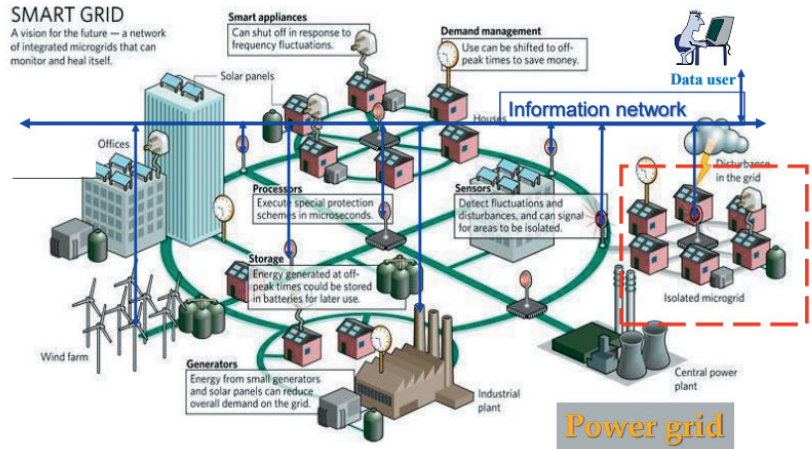 SMART GRID
A vision for the future — a network
of integrated microgrids that can
monitor and heal itself.
Smart appliances
Can shut off in response to
frequency fluctuations.
Demand management
Use can be shifted to off-
peak times to save money.
Data user
Solar panels
Information network
Houses
Offices
Disturbance
in the grid
Processors
Execute special protection
schemes in microseconds.
Sensors
Detect fluctuations and
disturbances, and can signal
for areas to be isolated.
Storage
Energy generated at off-
peak times could be stored
in batteries for later use.
Isolated microgrid
Wind farm
Generators
Energy from small generators
and solar panels can reduce
overall demand on the grid.
Industrial
plant
Central power
plant
Power grid